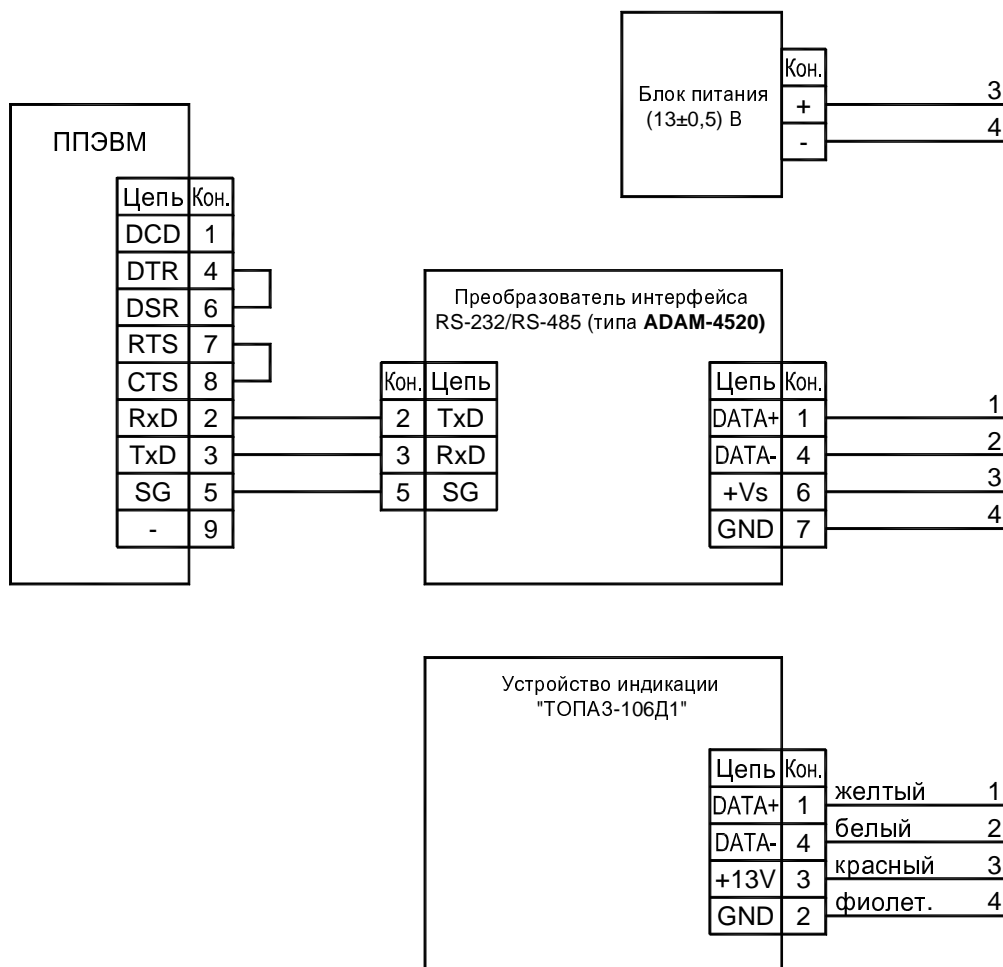 Блок питания
(13±0,5) В
Кон.
+ 3
- 4
ППЭВМ
Цепь Кон.
DCD 1
DTR 4
DSR 6
RTS 7
CTS 8
RxD 2
TxD 3
SG 5
- 9
Преобразователь интерфейса
RS-232/RS-485 (типа ADAM-4520)
Кон. Цепь
2 TxD
3 RxD
5 SG
Цепь Кон.
DATA+ 1 1
DATA- 4 2
+Vs 6 3
GND 7 4
Устройство индикации
"ТОПАЗ-106Д1"
Цепь Кон.
DATA+ 1 желтый 1
DATA- 4 белый 2
+13V 3 красный 3
GND 2 фиолет. 4